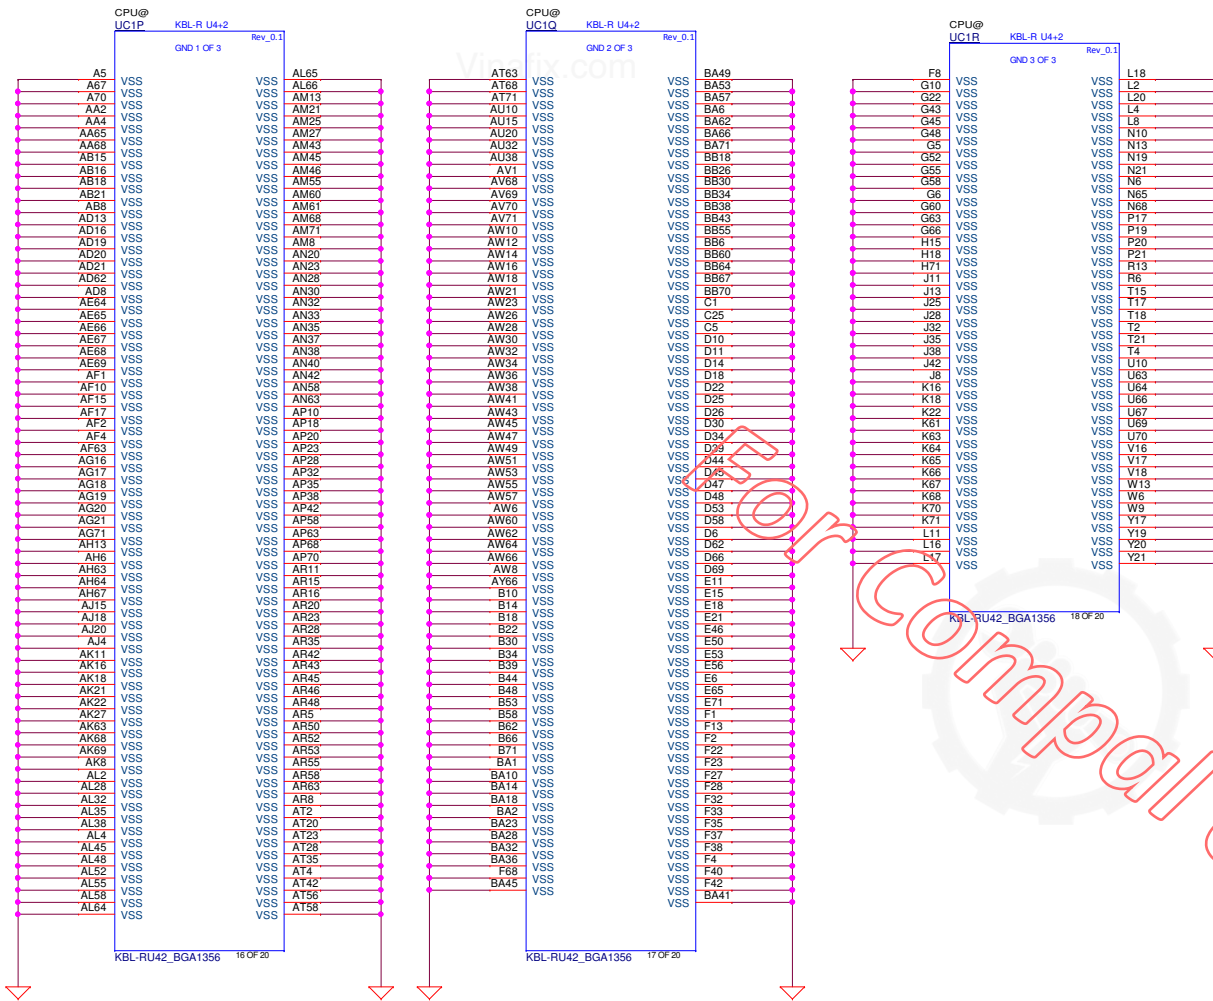 CPU@
UC1P KBL-R U4+2
Rev_0.1
GND 1 OF 3
A5 VSS VSS AL65
A67 VSS VSS AL66
A70 VSS VSS AM13
AA2 VSS VSS AM21
AA4 VSS VSS AM25
AA65 VSS VSS AM27
AA68 VSS VSS AM43
AB15 VSS VSS AM45
AB16 VSS VSS AM46
AB18 VSS VSS AM55
AB21 VSS VSS AM60
AB8 VSS VSS AM61
AD13 VSS VSS AM68
AD16 VSS VSS AM71
AD19 VSS VSS AM8
AD20 VSS VSS AN20
AD21 VSS VSS AN23
AD62 VSS VSS AN28
AD8 VSS VSS AN30
AE64 VSS VSS AN32
AE65 VSS VSS AN33
AE66 VSS VSS AN35
AE67 VSS VSS AN37
AE68 VSS VSS AN38
AE69 VSS VSS AN40
AF1 VSS VSS AN42
AF10 VSS VSS AN58
AF15 VSS VSS AN63
AF17 VSS VSS AP10
AF2 VSS VSS AP18
AF4 VSS VSS AP20
AF63 VSS VSS AP23
AG16 VSS VSS AP28
AG17 VSS VSS AP32
AG18 VSS VSS AP35
AG19 VSS VSS AP38
AG20 VSS VSS AP42
AG21 VSS VSS AP58
AG71 VSS VSS AP63
AH13 VSS VSS AP68
AH6 VSS VSS AP70
AH63 VSS VSS AR11
AH64 VSS VSS AR15
AH67 VSS VSS AR16
AJ15 VSS VSS AR20
AJ18 VSS VSS AR23
AJ20 VSS VSS AR28
AJ4 VSS VSS AR35
AK11 VSS VSS AR42
AK16 VSS VSS AR43
AK18 VSS VSS AR45
AK21 VSS VSS AR46
AK22 VSS VSS AR48
AK27 VSS VSS AR5
AK63 VSS VSS AR50
AK68 VSS VSS AR52
AK69 VSS VSS AR53
AK8 VSS VSS AR55
AL2 VSS VSS AR58
AL28 VSS VSS AR63
AL32 VSS VSS AR8
AL35 VSS VSS AT2
AL38 VSS VSS AT20
AL4 VSS VSS AT23
AL45 VSS VSS AT28
AL48 VSS VSS AT35
AL52 VSS VSS AT4
AL55 VSS VSS AT42
AL58 VSS VSS AT56
AL64 VSS VSS AT58
KBL-RU42_BGA1356 16 OF 20
CPU@
UC1Q KBL-R U4+2
Rev_0.1
GND 2 OF 3
Vinafix.com
AT63 VSS VSS BA49
AT68 VSS VSS BA53
AT71 VSS VSS BA57
AU10 VSS VSS BA6
AU15 VSS VSS BA62
AU20 VSS VSS BA66
AU32 VSS VSS BA71
AU38 VSS VSS BB18
AV1 VSS VSS BB26
AV68 VSS VSS BB30
AV69 VSS VSS BB34
AV70 VSS VSS BB38
AV71 VSS VSS BB43
AW10 VSS VSS BB55
AW12 VSS VSS BB6
AW14 VSS VSS BB60
AW16 VSS VSS BB64
AW18 VSS VSS BB67
AW21 VSS VSS BB70
AW23 VSS VSS C1
AW26 VSS VSS C25
AW28 VSS VSS C5
AW30 VSS VSS D10
AW32 VSS VSS D11
AW34 VSS VSS D14
AW36 VSS VSS D18
AW38 VSS VSS D22
AW41 VSS VSS D25
AW43 VSS VSS D26
AW45 VSS VSS D30
AW47 VSS VSS D34
AW49 VSS VSS D39
AW51 VSS VSS D44
AW53 VSS VSS D45
AW55 VSS VSS D47
AW57 VSS VSS D48
AW6 VSS VSS D53
AW60 VSS VSS D58
AW62 VSS VSS D6
AW64 VSS VSS D62
AW66 VSS VSS D66
AW8 VSS VSS D69
AY66 VSS VSS E11
B10 VSS VSS E15
B14 VSS VSS E18
B18 VSS VSS E21
B22 VSS VSS E46
B30 VSS VSS E50
B34 VSS VSS E53
B39 VSS VSS E56
B44 VSS VSS E6
B48 VSS VSS E65
B53 VSS VSS E71
B58 VSS VSS F1
B62 VSS VSS F13
B66 VSS VSS F2
B71 VSS VSS F22
BA1 VSS VSS F23
BA10 VSS VSS F27
BA14 VSS VSS F28
BA18 VSS VSS F32
BA2 VSS VSS F33
BA23 VSS VSS F35
BA28 VSS VSS F37
BA32 VSS VSS F38
BA36 VSS VSS F4
F68 VSS VSS F40
BA45 VSS VSS F42
VSS BA41
KBL-RU42_BGA1356 17 OF 20
CPU@
UC1R KBL-R U4+2
Rev_0.1
GND 3 OF 3
F8 VSS VSS L18
G10 VSS VSS L2
G22 VSS VSS L20
G43 VSS VSS L4
G45 VSS VSS L8
G48 VSS VSS N10
G5 VSS VSS N13
G52 VSS VSS N19
G55 VSS VSS N21
G58 VSS VSS N6
G6 VSS VSS N65
G60 VSS VSS N68
G63 VSS VSS P17
G66 VSS VSS P19
H15 VSS VSS P20
H18 VSS VSS P21
H71 VSS VSS R13
J11 VSS VSS R6
J13 VSS VSS T15
J25 VSS VSS T17
J28 VSS VSS T18
J32 VSS VSS T2
J35 VSS VSS T21
J38 VSS VSS T4
J42 VSS VSS U10
J8 VSS VSS U63
K16 VSS VSS U64
K18 VSS VSS U66
K22 VSS VSS U67
K61 VSS VSS U69
K63 VSS VSS U70
K64 VSS VSS V16
K65 VSS VSS V17
K66 VSS VSS V18
K67 VSS VSS W13
K68 VSS VSS W6
K70 VSS VSS W9
K71 VSS VSS Y17
L11 VSS VSS Y19
L16 VSS VSS Y20
L17 VSS VSS Y21
KBL-RU42_BGA1356 18 OF 20
For Compal